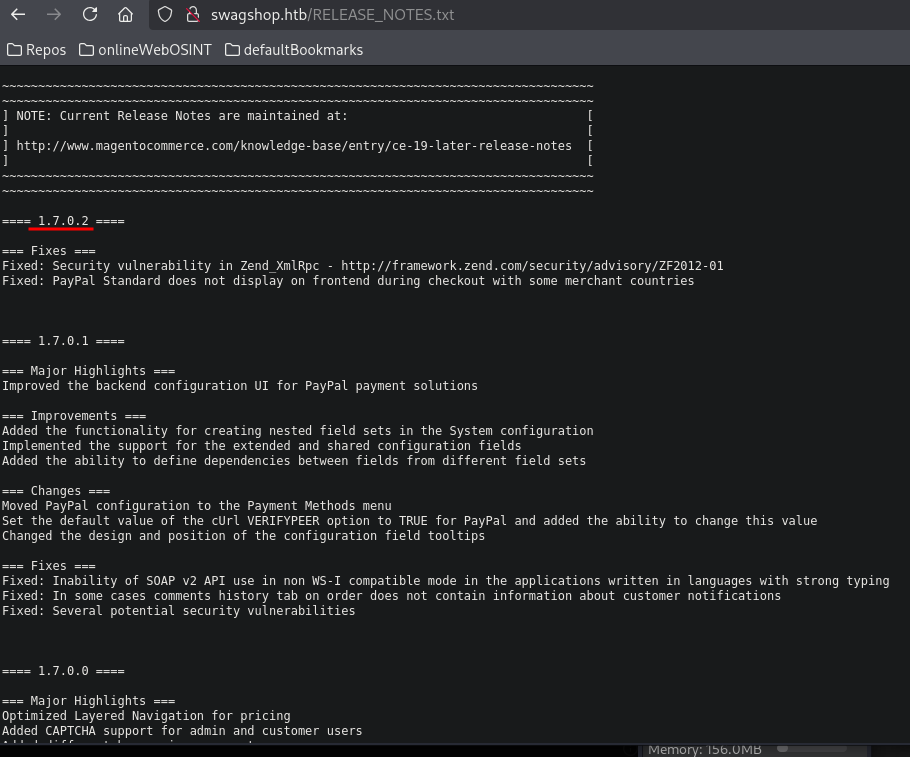 swagshop.htb/RELEASE_NOTES.txt
Repos onlineWebOSINT defaultBookmarks
~~~~~~~~~~~~~~~~~~~~~~~~~~~~~~~~~~~~~~~~~~~~~~~~~~~~~~~~~~~~~~~~~~~~~~~~~~~~~~~~~~
~~~~~~~~~~~~~~~~~~~~~~~~~~~~~~~~~~~~~~~~~~~~~~~~~~~~~~~~~~~~~~~~~~~~~~~~~~~~~~~~~~
] NOTE: Current Release Notes are maintained at:                                 [
]                                                                                [
] http://www.magentocommerce.com/knowledge-base/entry/ce-19-later-release-notes  [
]                                                                                [
~~~~~~~~~~~~~~~~~~~~~~~~~~~~~~~~~~~~~~~~~~~~~~~~~~~~~~~~~~~~~~~~~~~~~~~~~~~~~~~~~~
~~~~~~~~~~~~~~~~~~~~~~~~~~~~~~~~~~~~~~~~~~~~~~~~~~~~~~~~~~~~~~~~~~~~~~~~~~~~~~~~~~
==== 1.7.0.2 ====
=== Fixes ===
Fixed: Security vulnerability in Zend_XmlRpc - http://framework.zend.com/security/advisory/ZF2012-01
Fixed: PayPal Standard does not display on frontend during checkout with some merchant countries
==== 1.7.0.1 ====
=== Major Highlights ===
Improved the backend configuration UI for PayPal payment solutions
=== Improvements ===
Added the functionality for creating nested field sets in the System configuration
Implemented the support for the extended and shared configuration fields
Added the ability to define dependencies between fields from different field sets
=== Changes ===
Moved PayPal configuration to the Payment Methods menu
Set the default value of the cUrl VERIFYPEER option to TRUE for PayPal and added the ability to change this value
Changed the design and position of the configuration field tooltips
=== Fixes ===
Fixed: Inability of SOAP v2 API use in non WS-I compatible mode in the applications written in languages with strong typing
Fixed: In some cases comments history tab on order does not contain information about customer notifications
Fixed: Several potential security vulnerabilities
==== 1.7.0.0 ====
=== Major Highlights ===
Optimized Layered Navigation for pricing
Added CAPTCHA support for admin and customer users
Memory: 156.0MB